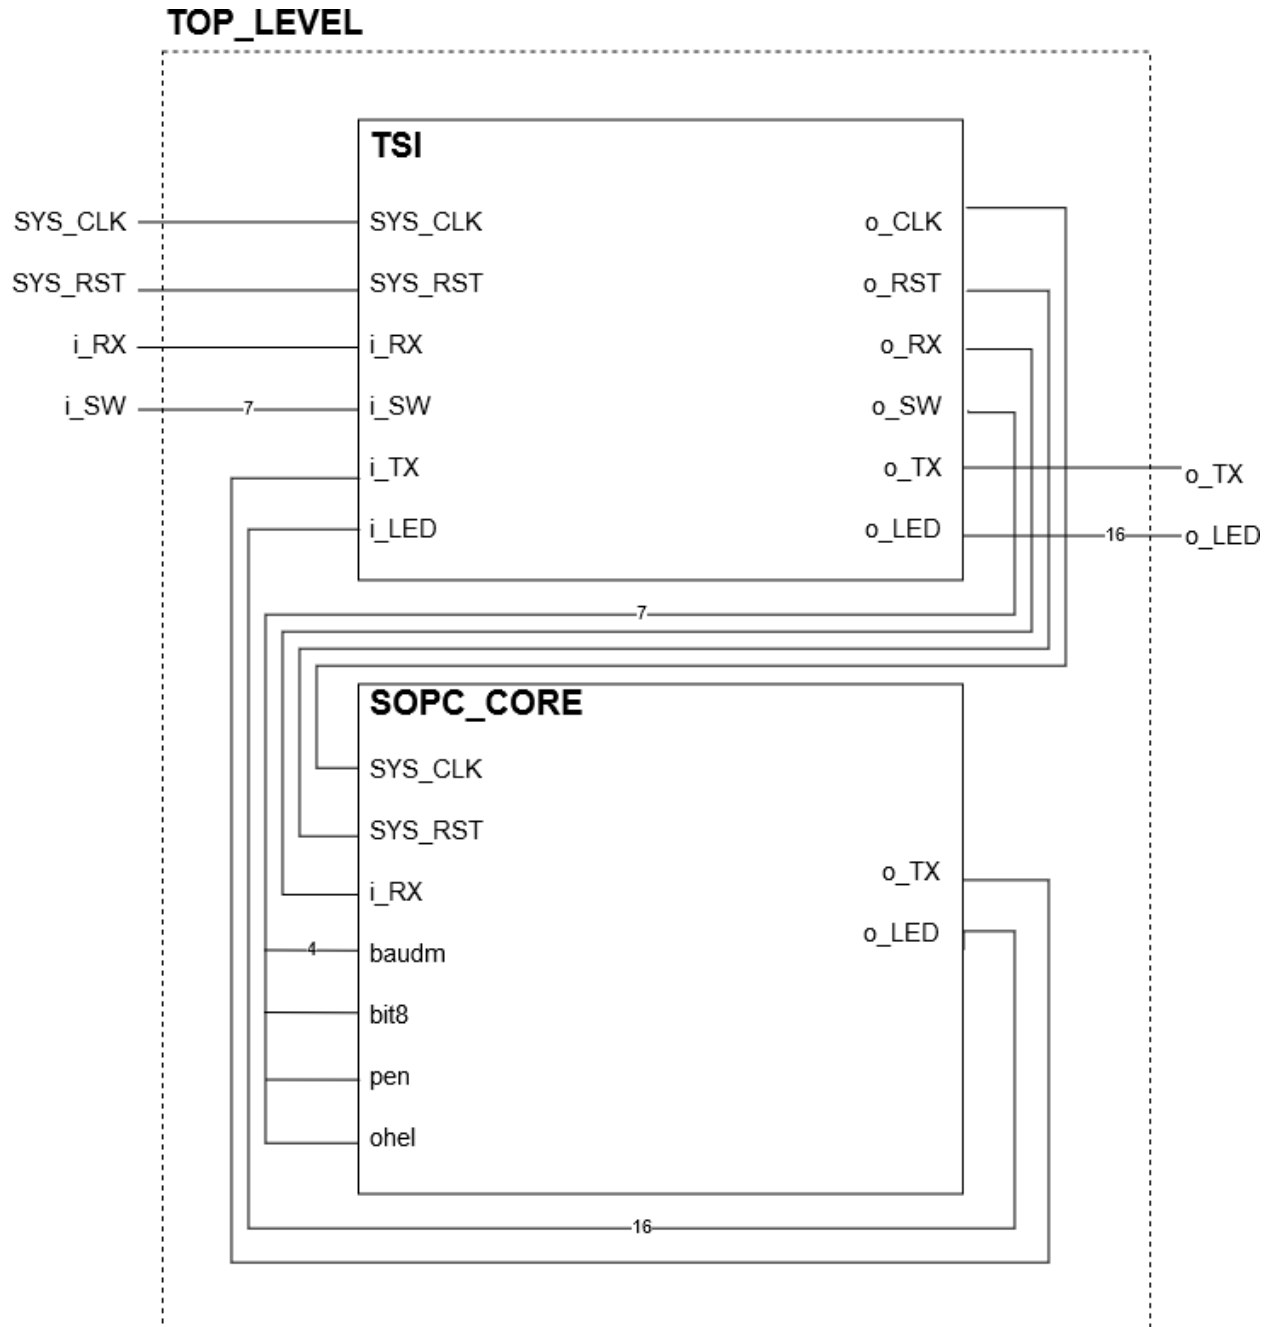 TOP_LEVEL
TSI
SYS_CLK
SYS_CLK
o_CLK
SYS_RST
SYS_RST
o_RST
i_RX
i_RX
o_RX
i_SW
7
i_SW
o_SW
i_TX
o_TX
o_TX
i_LED
o_LED
16
o_LED
7
SOPC_CORE
SYS_CLK
SYS_RST
i_RX
o_TX
o_LED
4
baudm
bit8
pen
ohel
16